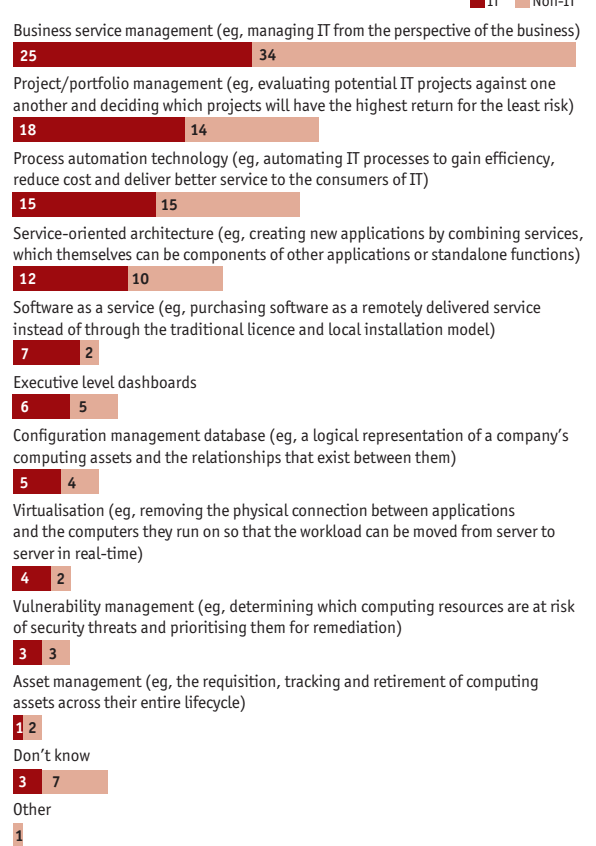 IT Non-IT
Business service management (eg, managing IT from the perspective of the business)
25 34
Project/portfolio management (eg, evaluating potential IT projects against one
another and deciding which projects will have the highest return for the least risk)
18 14
Process automation technology (eg, automating IT processes to gain efficiency,
reduce cost and deliver better service to the consumers of IT)
15 15
Service-oriented architecture (eg, creating new applications by combining services,
which themselves can be components of other applications or standalone functions)
12 10
Software as a service (eg, purchasing software as a remotely delivered service
instead of through the traditional licence and local installation model)
7 2
Executive level dashboards
6 5
Configuration management database (eg, a logical representation of a company’s
computing assets and the relationships that exist between them)
5 4
Virtualisation (eg, removing the physical connection between applications
and the computers they run on so that the workload can be moved from server to
server in real-time)
4 2
Vulnerability management (eg, determining which computing resources are at risk
of security threats and prioritising them for remediation)
3 3
Asset management (eg, the requisition, tracking and retirement of computing
assets across their entire lifecycle)
1 2
Don’t know
3 7
Other
1